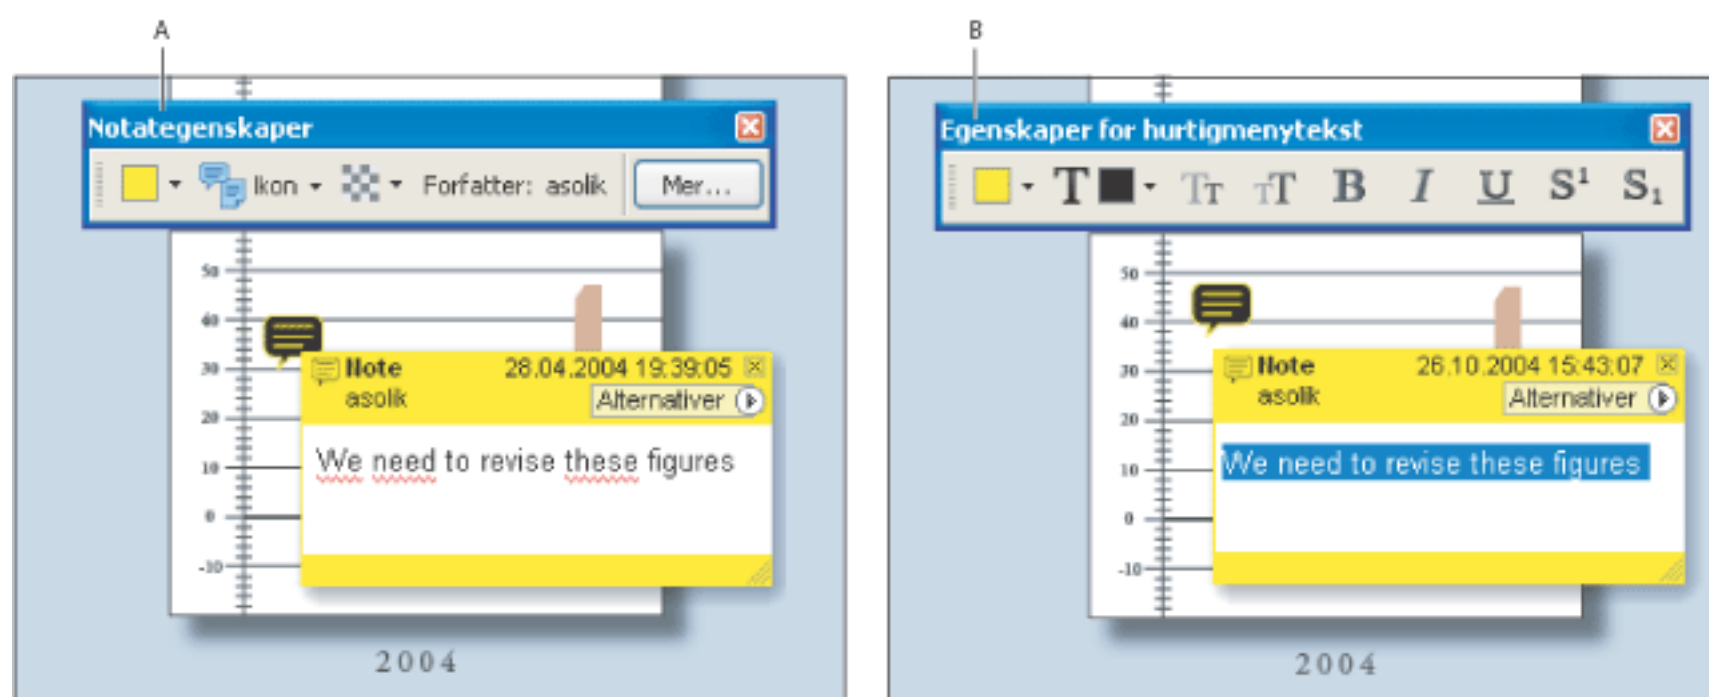 A
Notategenskaper
Ikon Forfatter: asolik Mer...
50
40
30
20
10
0
-10
Note 28.04.2004 19:39:05
asolik Alternativer
We need to revise these figures
2004
B
Egenskaper for hurtigmenytekst
T TT TT B I U S1 S1
50
40
30
20
10
0
-10
Note 26.10.2004 15:43:07
asolik Alternativer
We need to revise these figures
2004